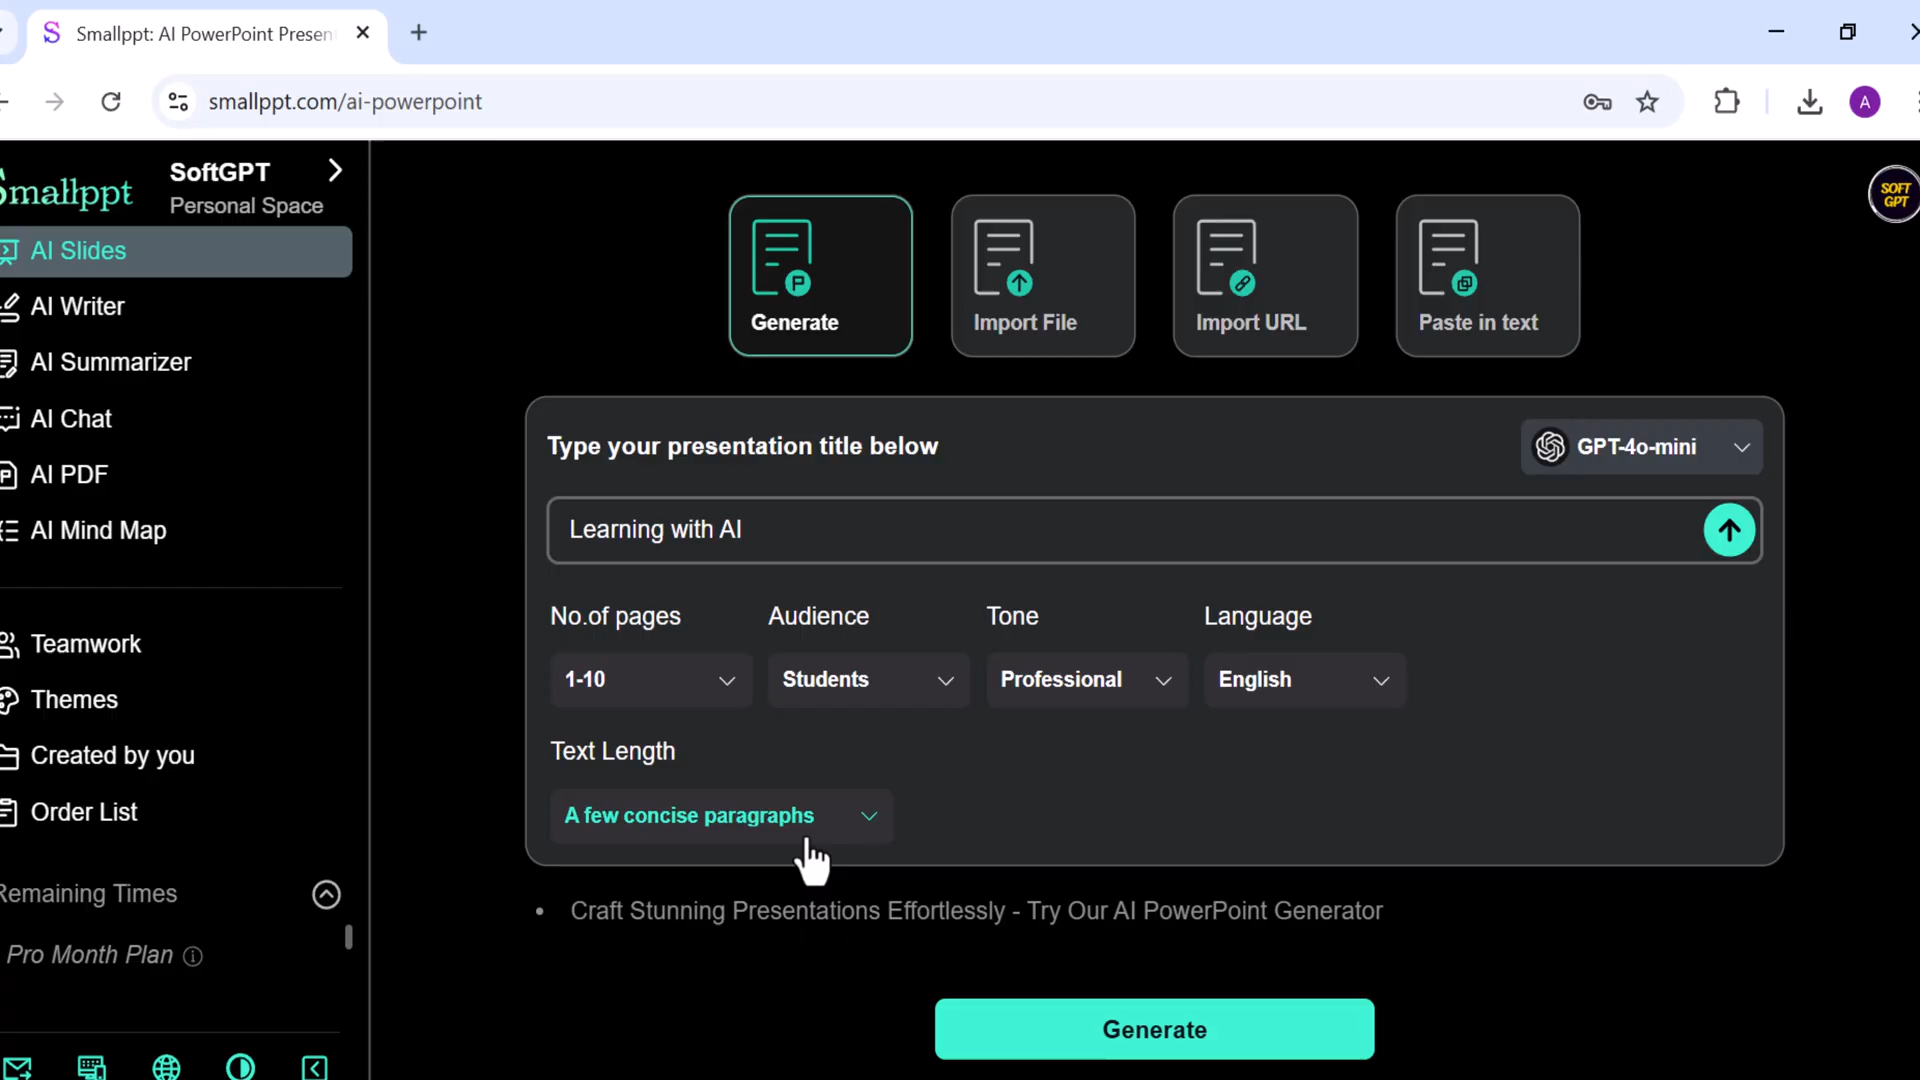 Smallppt: AI PowerPoint Presen
smallppt.com/ai-powerpoint
A
Smallppt
SoftGPT
Personal Space
AI Slides
AI Writer
AI Summarizer
AI Chat
AI PDF
AI Mind Map
Teamwork
Themes
Created by you
Order List
Remaining Times
Pro Month Plan
SOFT
GPT
Generate
Import File
Import URL
Paste in text
Type your presentation title below
GPT-4o-mini
Learning with AI
No.of pages
Audience
Tone
Language
1-10
Students
Professional
English
Text Length
A few concise paragraphs
• Craft Stunning Presentations Effortlessly - Try Our AI PowerPoint Generator
Generate